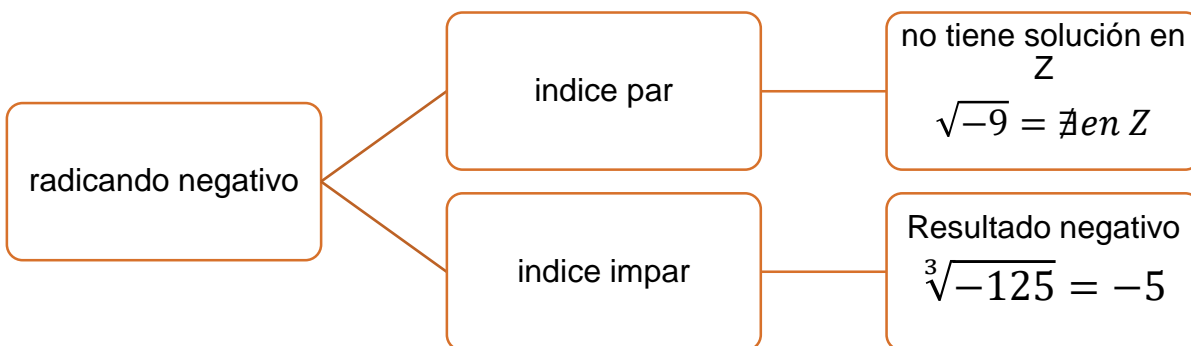 radicando negativo
indice par
no tiene solución en
Z
√−9 = ∄en Z
indice impar
Resultado negativo
∛−125 = −5